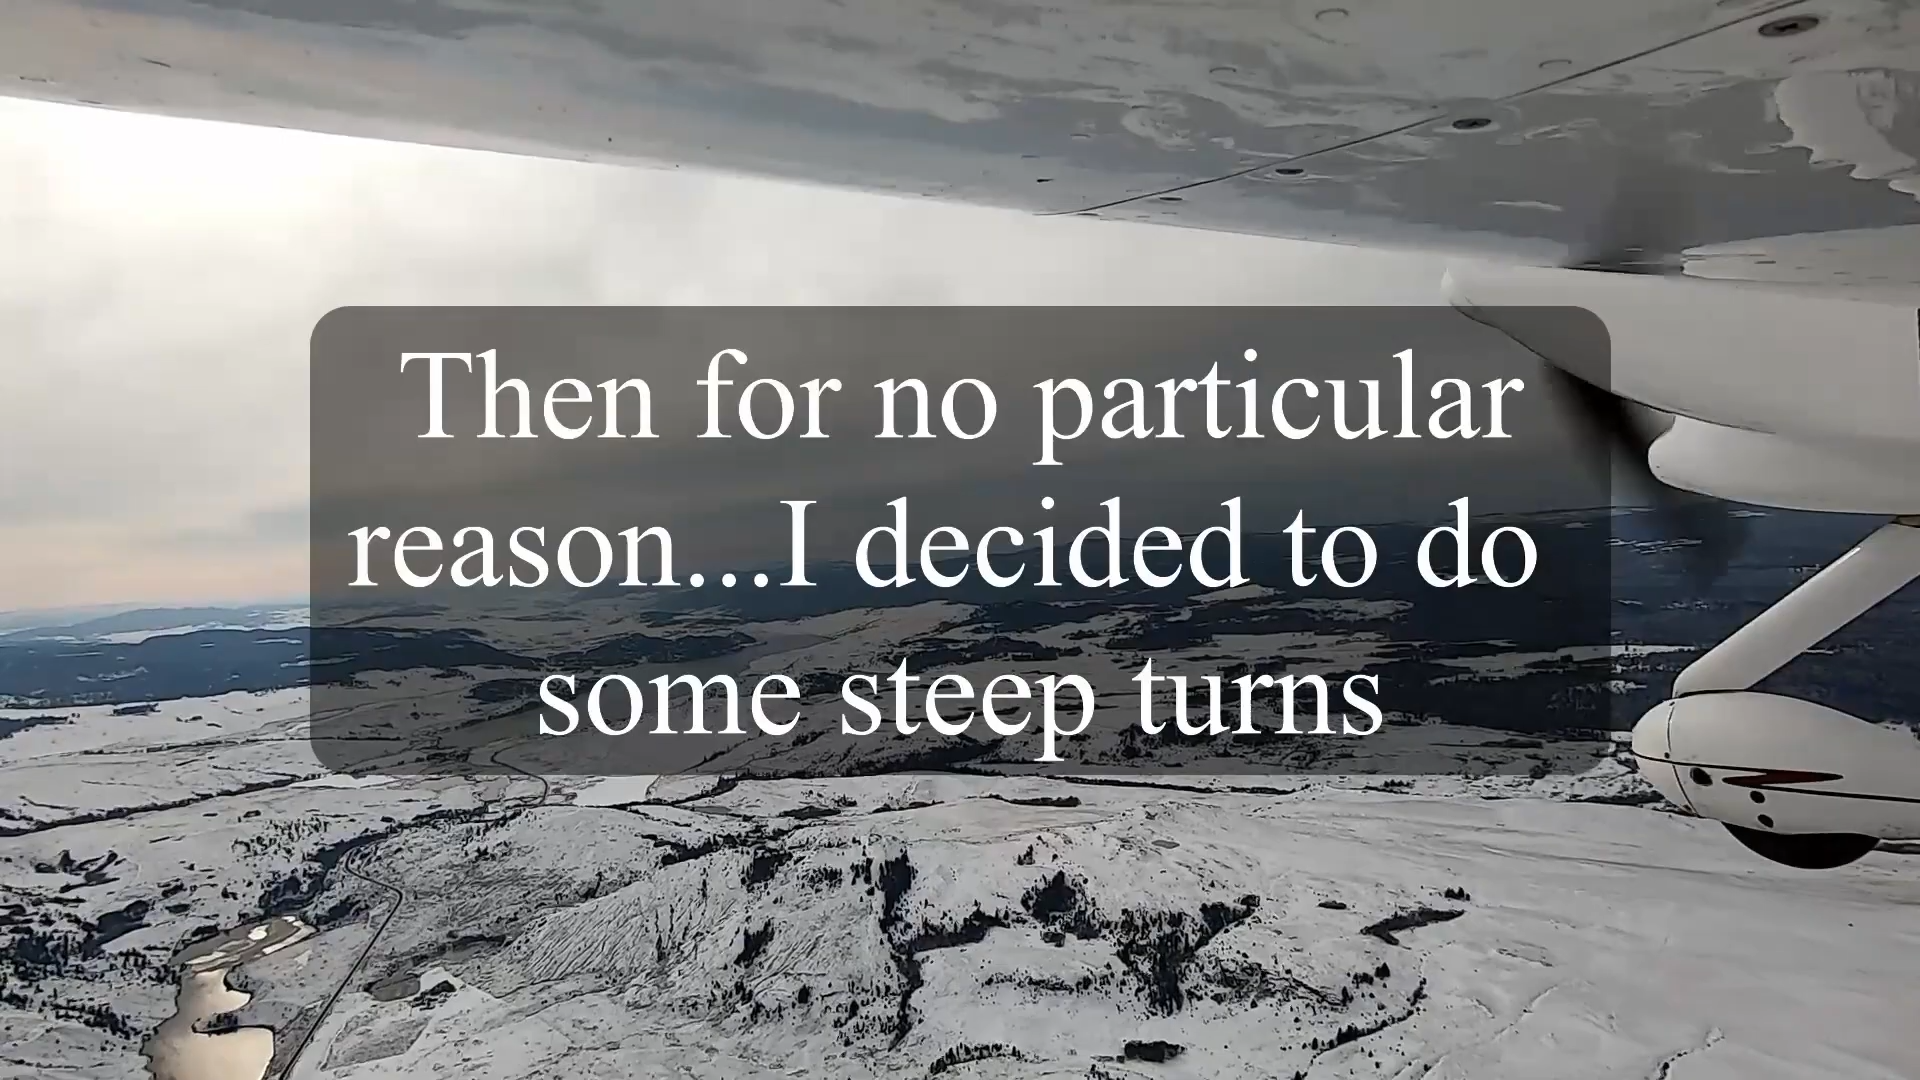 Then for no particular
reason...I decided to do
some steep turns